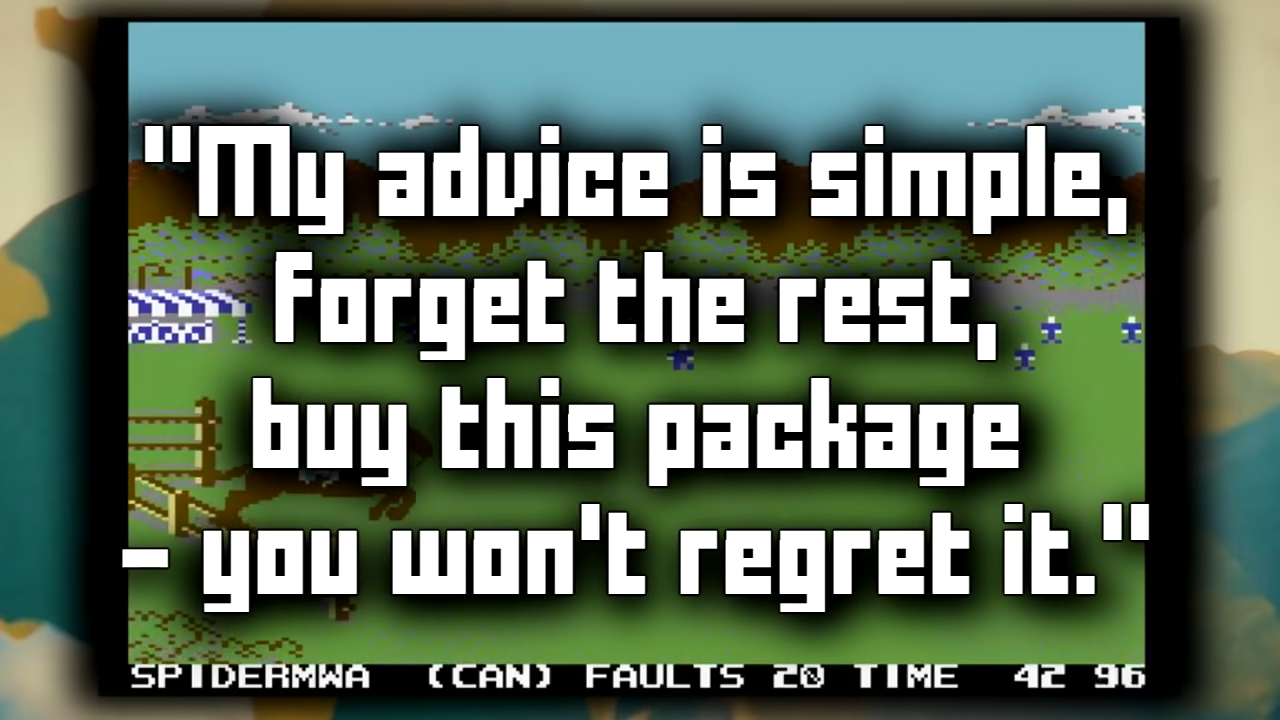 "My advice is simple,
forget the rest,
buy this package
- you won't regret it."
SPIDERMWA (CAN) FAULTS 20 TIME 42 96